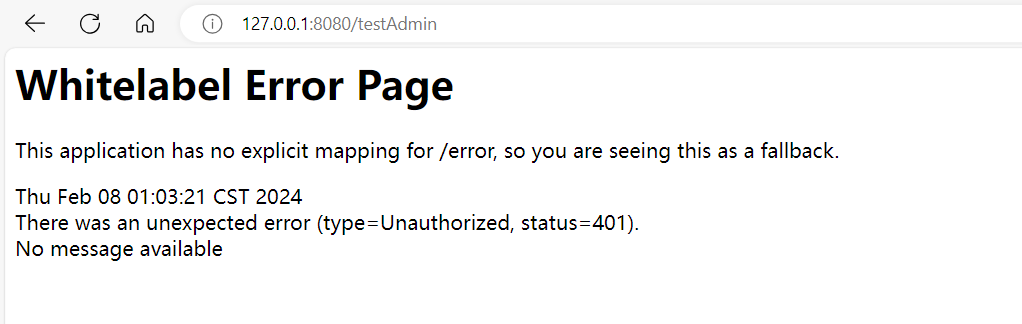 127.0.0.1:8080/testAdmin
Whitelabel Error Page
This application has no explicit mapping for /error, so you are seeing this as a fallback.
Thu Feb 08 01:03:21 CST 2024
There was an unexpected error (type=Unauthorized, status=401).
No message available